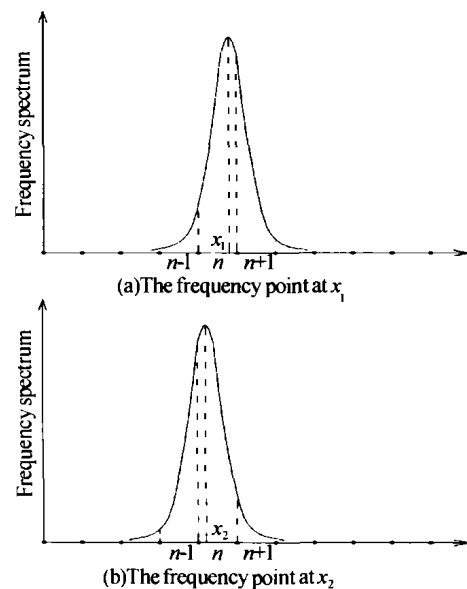 Frequency spectrum
x₁
n-1 n n+1
(a)The frequency point at x₁
Frequency spectrum
x₂
n-1 n n+1
(b)The frequency point at x₂